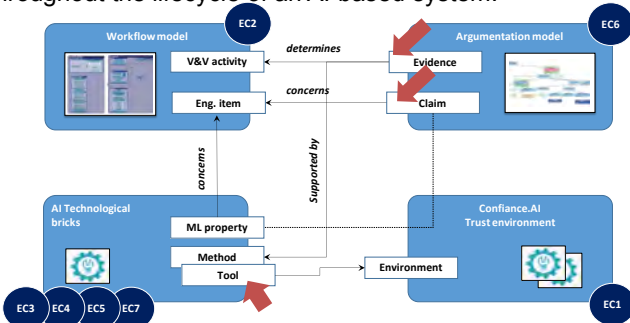 throughout the lifecycle of an AI-based system.
EC2
EC6
Workflow model
Argumentation model
determines
V&V activity
Evidence
concerns
Eng. item
Claim
concerns
Supported by
AI Technological
bricks
Confiance.AI
Trust environment
ML property
Method
Tool
Environment
EC3
EC4
EC5
EC7
EC1